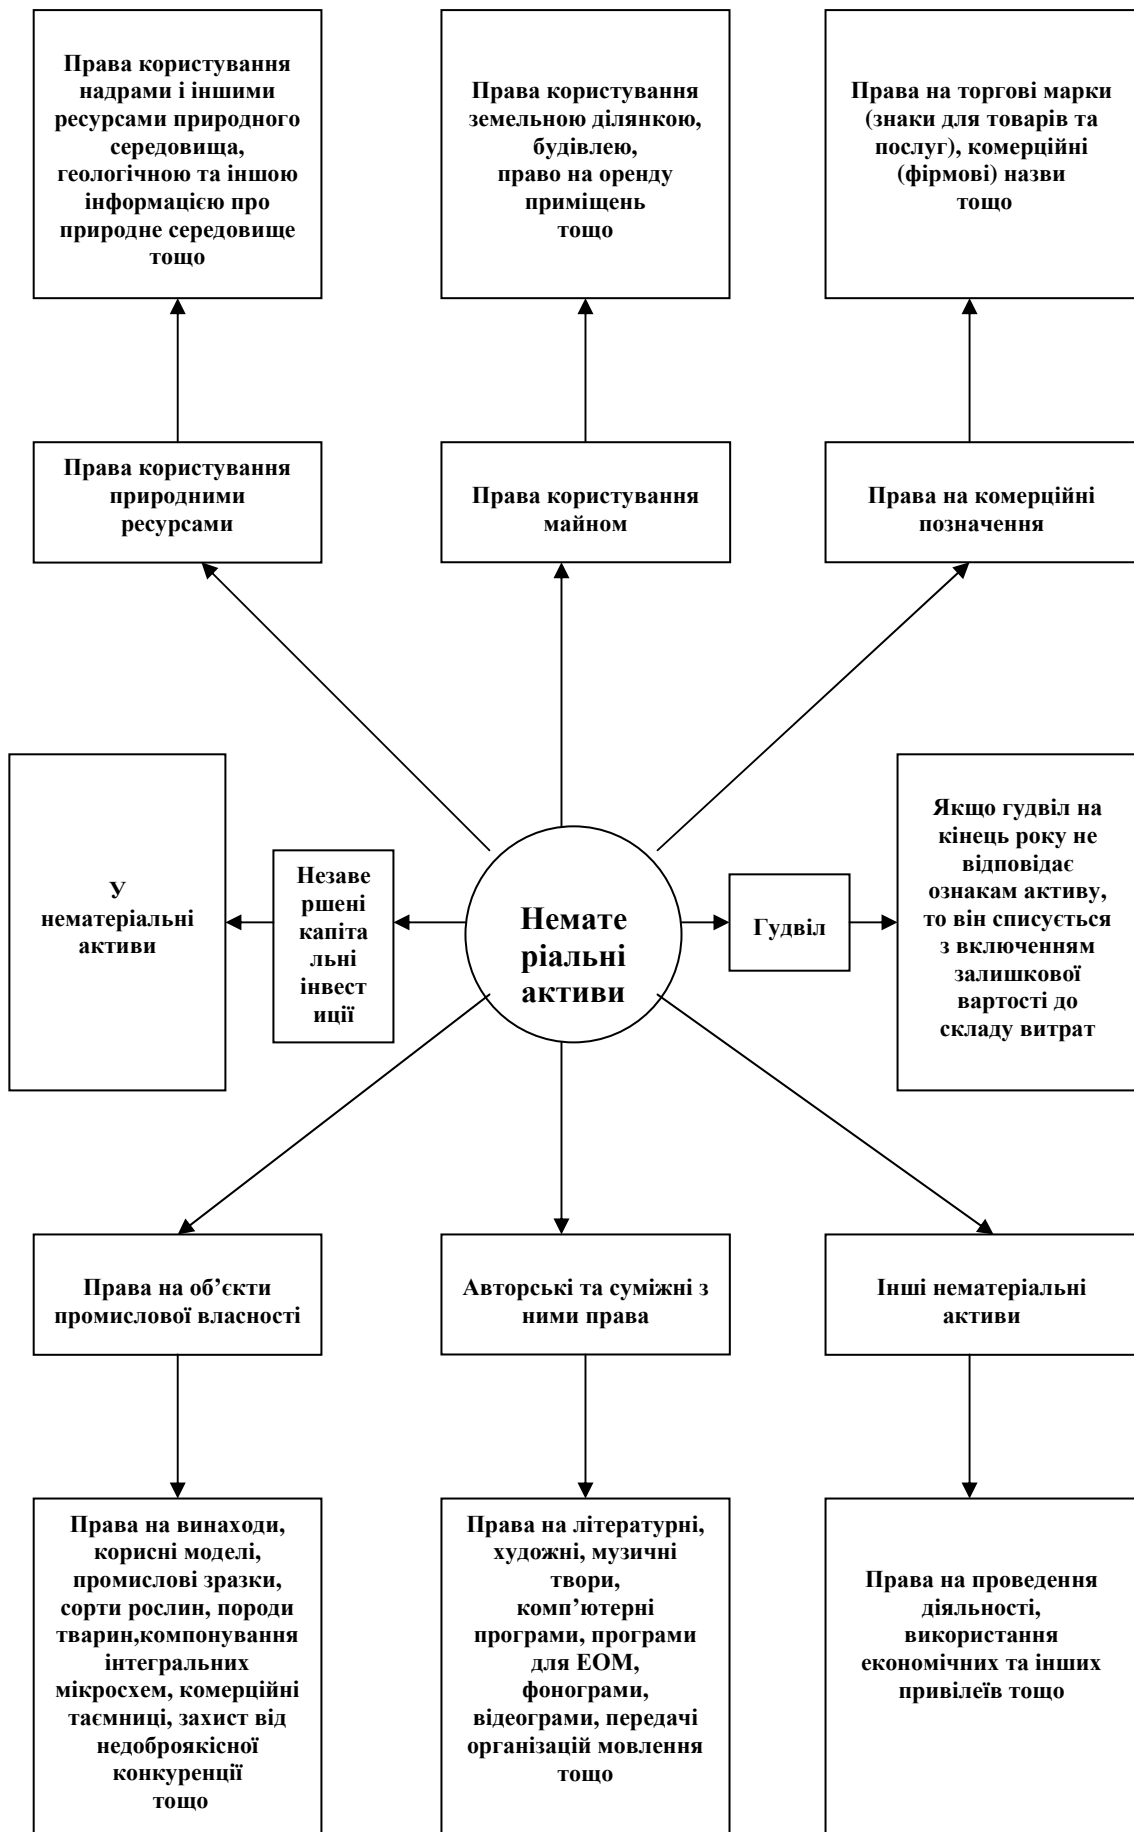 Права користування
надрами і іншими
ресурсами природного
середовища,
геологічною та іншою
інформацією про
природне середовище
тощо
Права користування
земельною ділянкою,
будівлею,
право на оренду
приміщень
тощо
Права на торгові марки
(знаки для товарів та
послуг), комерційні
(фірмові) назви
тощо
Права користування
природними
ресурсами
Права користування
майном
Права на комерційні
позначення
У
нематеріальні
активи
Незаве
ршені
капіта
льні
інвест
иції
Немате
ріальні
активи
Гудвіл
Якщо гудвіл на
кінець року не
відповідає
ознакам активу,
то він списується
з включенням
залишкової
вартості до
складу витрат
Права на об’єкти
промислової власності
Авторські та суміжні з
ними права
Інші нематеріальні
активи
Права на винаходи,
корисні моделі,
промислові зразки,
сорти рослин, породи
тварин,компонування
інтегральних
мікросхем, комерційні
таємниці, захист від
недоброякісної
конкуренції
тощо
Права на літературні,
художні, музичні
твори,
комп’ютерні
програми, програми
для ЕОМ,
фонограми,
відеограми, передачі
організацій мовлення
тощо
Права на проведення
діяльності,
використання
економічних та інших
привілеїв тощо